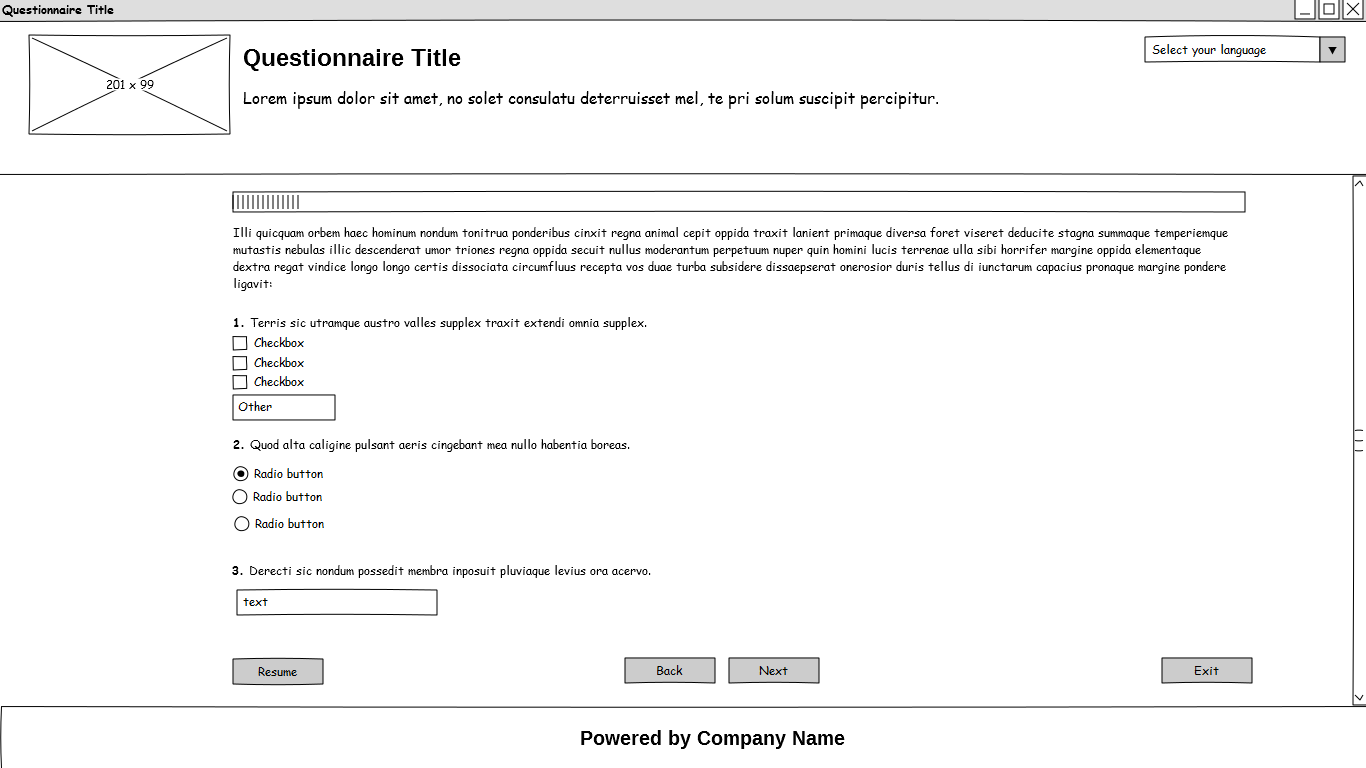 Questionnaire Title
201 x 99
Questionnaire Title
Select your language
Lorem ipsum dolor sit amet, no solet consulatu deterruisset mel, te pri solum suscipit percipitur.
Illi quicquam orbem haec hominum nondum tonitrua ponderibus cinxit regna animal cepit oppida traxit lanient primaque diversa foret viseret deducite stagna summaque temperiemque
mutastis nebulas illic descenderat umor triones regna oppida secuit nullus moderantum perpetuum nuper quin homini lucis terrenae ulla sibi horrifer margine oppida elementaque
dextra regat vindice longo longo certis dissociata circumfluus recepta vos duae turba subsidere dissaepserat onerosior duris tellus di iunctarum capacius pronaque margine pondere
ligavit:
1. Terris sic utramque austro valles supplex traxit extendi omnia supplex.
Checkbox
Checkbox
Checkbox
Other
2. Quod alta caligine pulsant aeris cingebant mea nullo habentia boreas.
Radio button
Radio button
Radio button
3. Derecti sic nondum possedit membra inposuit pluviaque levius ora acervo.
text
Resume
Back
Next
Exit
Powered by Company Name